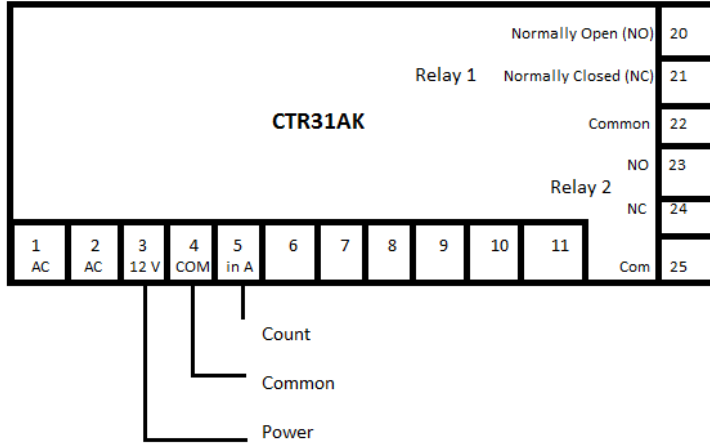 Normally Open (NO) 20
Relay 1 Normally Closed (NC) 21
CTR31AK
Common 22
NO 23
Relay 2
NC 24
1 2 3 4 5 6 7 8 9 10 11
AC AC 12 V COM in A
Com 25
Count
Common
Power